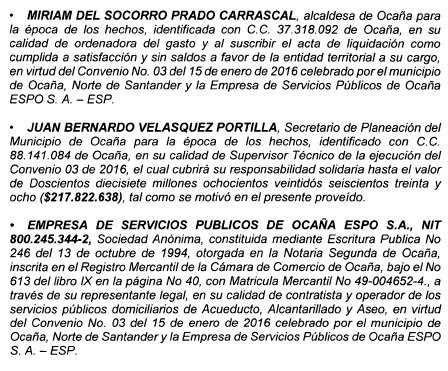 • MIRIAM DEL SOCORRO PRADO CARRASCAL, alcaldesa de Ocaña para
la época de los hechos, identificada con C.C. 37.318.092 de Ocaña, en su
calidad de ordenadora del gasto y al suscribir el acta de liquidación como
cumplida a satisfacción y sin saldos a favor de la entidad territorial a su cargo,
en virtud del Convenio No. 03 del 15 de enero de 2016 celebrado por el municipio
de Ocaña, Norte de Santander y la Empresa de Servicios Públicos de Ocaña
ESPO S. A. – ESP.
• JUAN BERNARDO VELASQUEZ PORTILLA, Secretario de Planeación del
Municipio de Ocaña para la época de los hechos, identificado con C.C.
88.141.084 de Ocaña, en su calidad de Supervisor Técnico de la ejecución del
Convenio 03 de 2016, el cual cubrirá su responsabilidad solidaria hasta el valor
de Doscientos diecisiete millones ochocientos veintidós seiscientos treinta y
ocho ($217.822.638), tal como se motivó en el presente proveído.
• EMPRESA DE SERVICIOS PUBLICOS DE OCAÑA ESPO S.A., NIT
800.245.344-2, Sociedad Anónima, constituida mediante Escritura Publica No
246 del 13 de octubre de 1994, otorgada en la Notaria Segunda de Ocaña,
inscrita en el Registro Mercantil de la Cámara de Comercio de Ocaña, bajo el No
613 del libro IX en la página No 40, con Matricula Mercantil No 49-004652-4., a
través de su representante legal, en su calidad de contratista y operador de los
servicios públicos domiciliarios de Acueducto, Alcantarillado y Aseo, en virtud
del Convenio No. 03 del 15 de enero de 2016 celebrado por el municipio de
Ocaña, Norte de Santander y la Empresa de Servicios Públicos de Ocaña ESPO
S. A. – ESP.